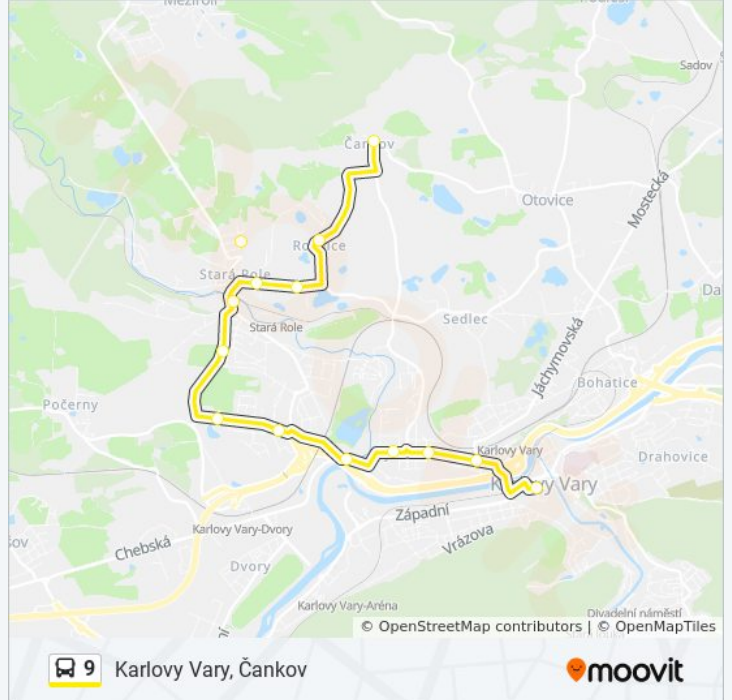 Mezirolí
Sadov
Čankov
Otovice
Mostecká
Rosnice
Stará Role
Stará Role
Sedlec
Jáchymovská
Bohatice
Počerny
Karlovy Vary
Drahovice
Karlovy Vary
Západní
Karlovy Vary-Dvory
Vrázova
Chebská
Dvory
Karlovy Vary-Aréna
Divadelní náměstí
© OpenStreetMap contributors | © OpenMapTiles
9 Karlovy Vary, Čankov
moovit